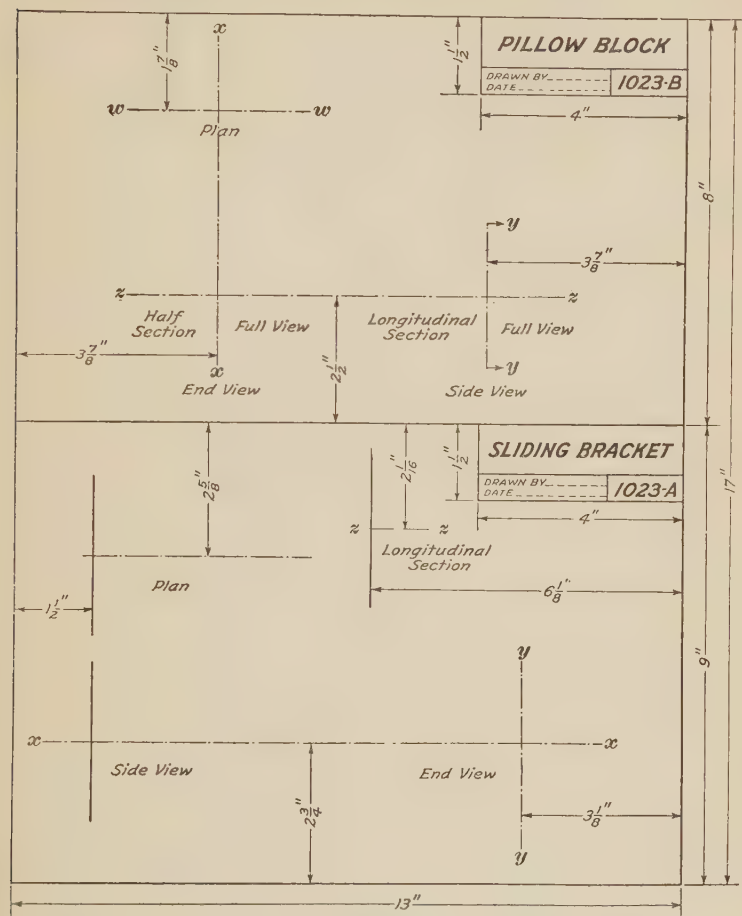 x
1 7/8"
1 1/2"
PILLOW BLOCK
DRAWN BY
DATE
1023-B
w w
Plan
4"
8"
y
3 7/8"
z z
Half
Section
Full View
Longitudinal
Section
Full View
3 7/8"
2 1/2"
x
y
End View
Side View
2 5/8"
2 1/16"
1 1/2"
SLIDING BRACKET
DRAWN BY
DATE
1023-A
17"
4"
z z
Longitudinal
Section
Plan
1 1/2"
6 1/8"
9"
y
x x
Side View
End View
2 3/4"
3 1/8"
y
13"